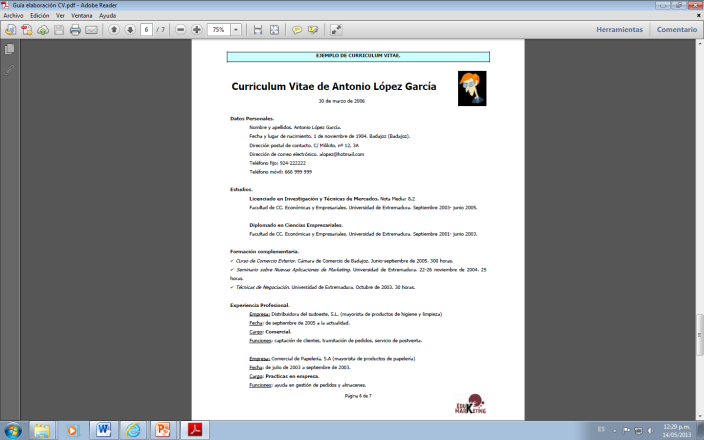 Guía elaboración CV.pdf - Adobe Reader
Archivo Edición Ver Ventana Ayuda
6 / 7 75% Herramientas Comentario
EJEMPLO DE CURRICULUM VITAE.
Curriculum Vitae de Antonio López García
30 de marzo de 2006
Datos Personales.
Nombre y apellidos. Antonio López García.
Fecha y lugar de nacimiento. 1 de noviembre de 1984. Badajoz (Badajoz).
Dirección postal de contacto. C/ Milikito, nº 12, 3A
Dirección de correo electrónico. alopez@hotmail.com
Teléfono fijo: 924-222222
Teléfono móvil: 666 999 999
Estudios.
Licenciado en Investigación y Técnicas de Mercados. Nota Media: 8.2
Facultad de CC. Económicas y Empresariales. Universidad de Extremadura. Septiembre 2003- junio 2005.
Diplomado en Ciencias Empresariales.
Facultad de CC. Económicas y Empresariales. Universidad de Extremadura. Septiembre 2001- junio 2003.
Formación complementaria.
✓ Curso de Comercio Exterior. Cámara de Comercio de Badajoz. Junio-septiembre de 2005. 300 horas.
✓ Seminario sobre Nuevas Aplicaciones de Marketing. Universidad de Extremadura. 22-26 noviembre de 2004. 25
horas.
✓ Técnicas de Negociación. Universidad de Extremadura. Octubre de 2003. 30 horas.
Experiencia Profesional.
Empresa: Distribuidora del sudoeste, S.L. (mayorista de productos de higiene y limpieza)
Fecha: de septiembre de 2005 a la actualidad.
Cargo: Comercial.
Funciones: captación de clientes, tramitación de pedidos, servicio de postventa.
Empresa: Comercial de Papelería. S.A (mayorista de productos de papelería)
Fecha: de julio de 2003 a septiembre de 2003.
Cargo: Practicas en empresa.
Funciones: ayuda en gestión de pedidos y almacenes.
Página 6 de 7
EDUK
MARKETING
ES
12:29 p.m.
14/05/2013